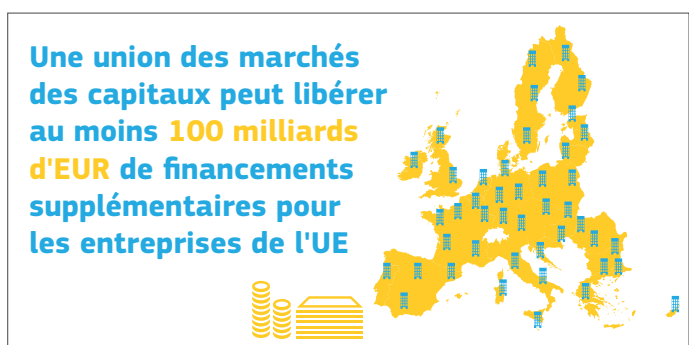 Une union des marchés
des capitaux peut libérer
au moins 100 milliards
d'EUR de financements
supplémentaires pour
les entreprises de l'UE